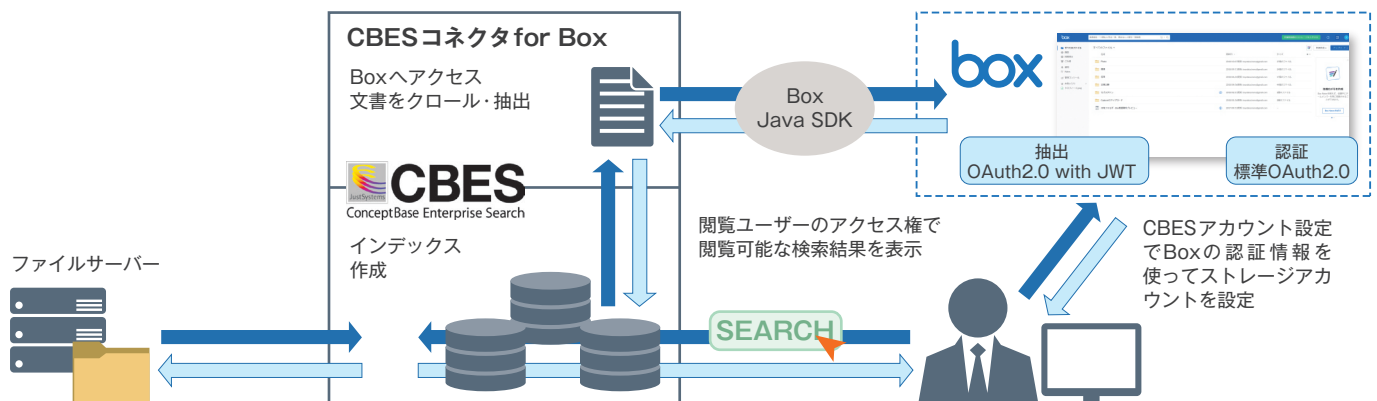 CBESコネクタfor Box
Boxへアクセス
文書をクロール・抽出
Box
Java SDK
box
抽出
OAuth2.0 with JWT
認証
標準OAuth2.0
JustSystems
CBES
ConceptBase Enterprise Search
インデックス
作成
ファイルサーバー
閲覧ユーザーのアクセス権で
閲覧可能な検索結果を表示
SEARCH
CBESアカウント設定
でBoxの認証情報を
使ってストレージアカ
ウントを設定